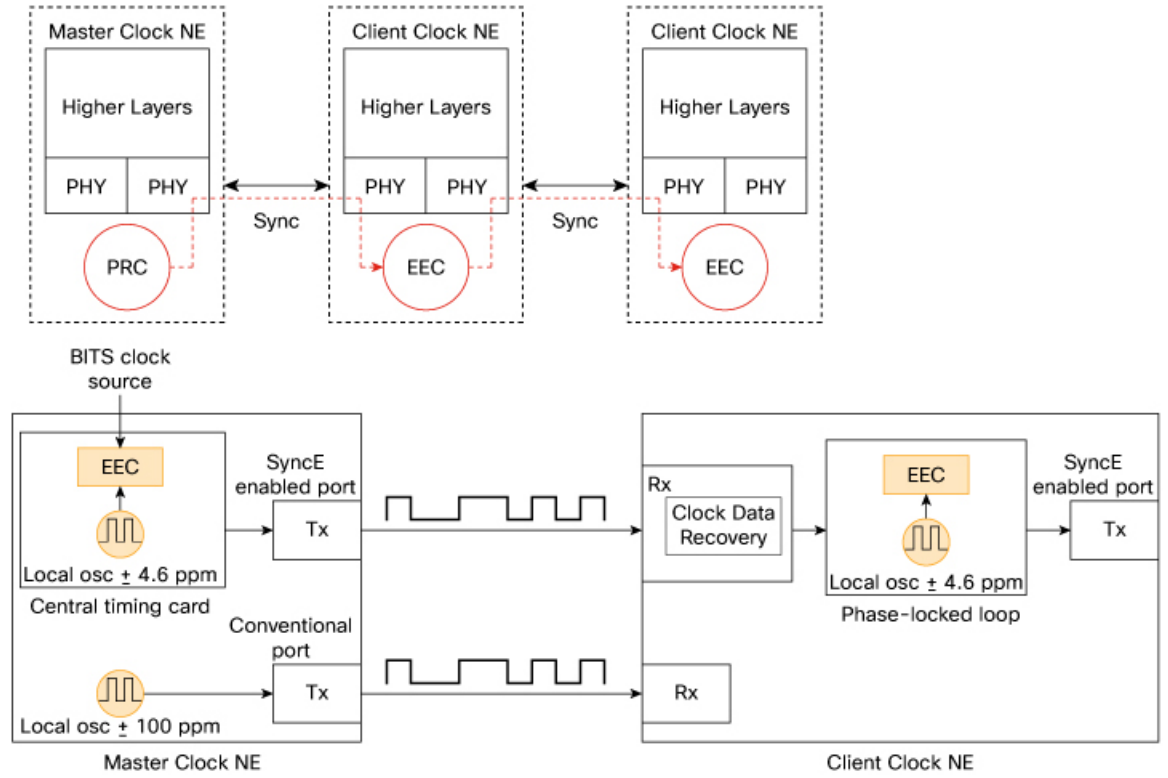 Master Clock NE
Client Clock NE
Client Clock NE
Higher Layers
Higher Layers
Higher Layers
PHY
PHY
PHY
PHY
PHY
PHY
Sync
Sync
PRC
EEC
EEC
BITS clock
source
EEC
Local osc ± 4.6 ppm
Central timing card
SyncE
enabled port
Tx
Rx
Clock Data
Recovery
EEC
Local osc ± 4.6 ppm
Phase-locked loop
SyncE
enabled port
Tx
Conventional
port
Tx
Rx
Local osc ± 100 ppm
Master Clock NE
Client Clock NE